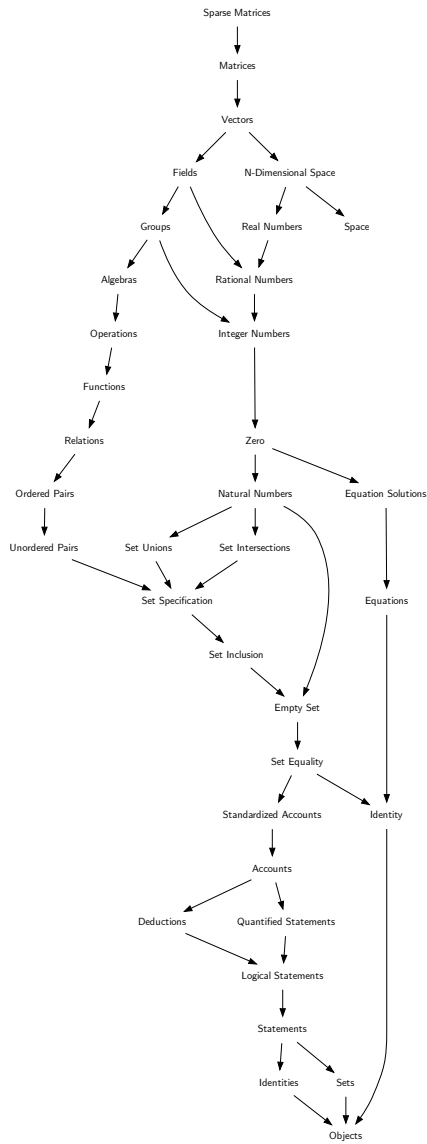 Sparse Matrices
Matrices
Vectors
Fields
N-Dimensional Space
Groups
Real Numbers
Space
Algebras
Rational Numbers
Operations
Integer Numbers
Functions
Relations
Zero
Ordered Pairs
Natural Numbers
Equation Solutions
Unordered Pairs
Set Unions
Set Intersections
Set Specification
Equations
Set Inclusion
Empty Set
Set Equality
Standardized Accounts
Identity
Accounts
Deductions
Quantified Statements
Logical Statements
Statements
Identities
Sets
Objects